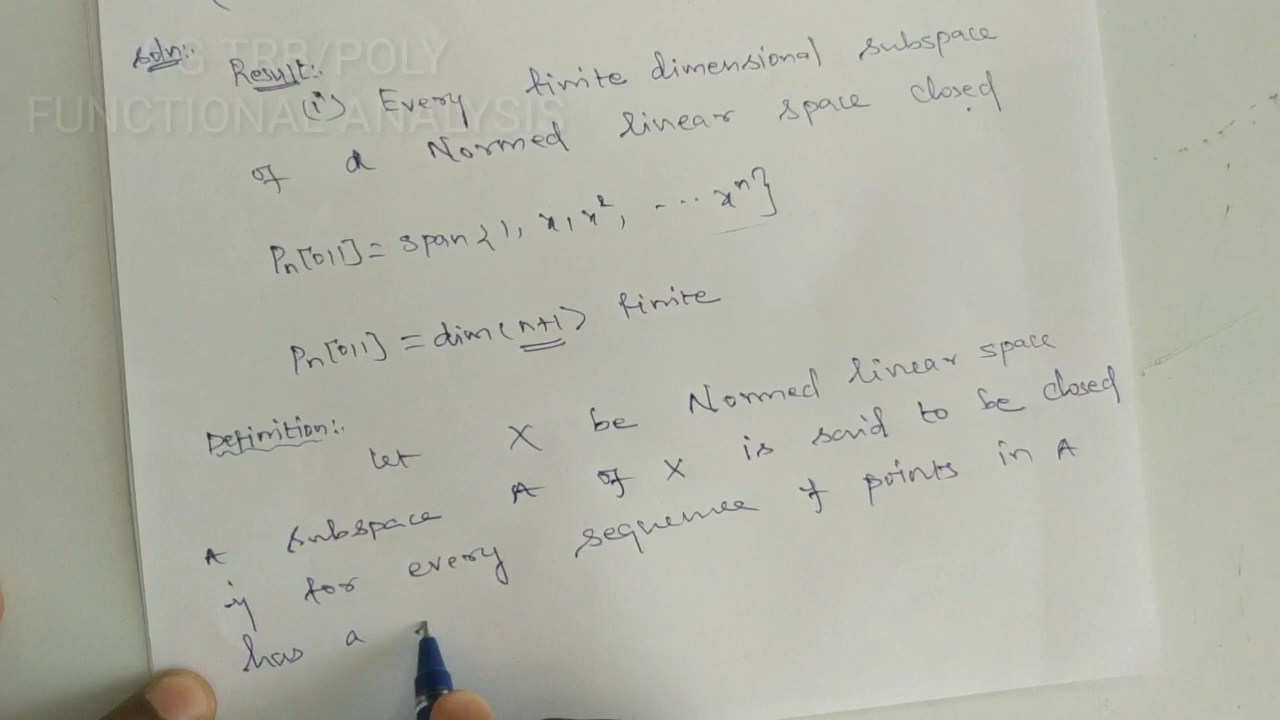 Soln:.
G TRB/POLY
FUNCTIONAL ANALYSIS
Result:.
(i) Every finite dimensional subspace
of a Normed linear space closed
Pn[0,1] = span {1, x, x², ... xⁿ}
Pn[0,1] = dim(n+1) finite
Definition:.
Let X be Normed linear space
A subspace A of X is said to be closed
if for every sequence of points in A
has a